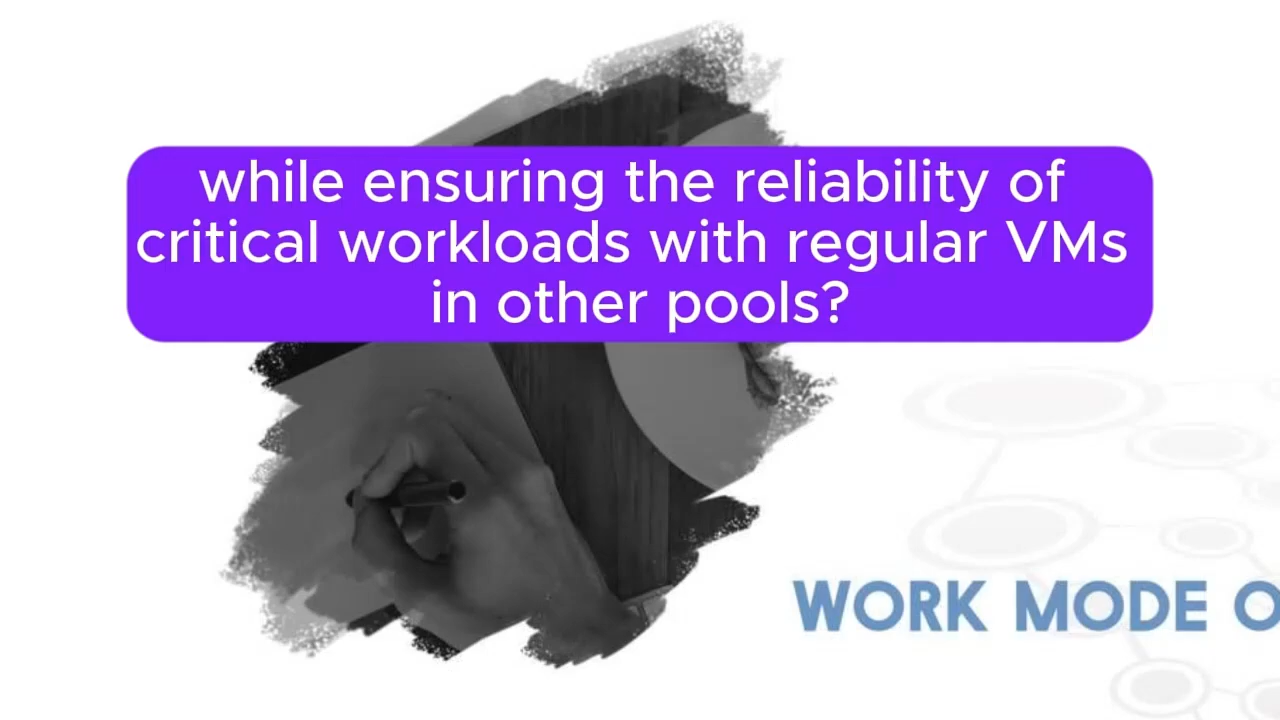 while ensuring the reliability of
critical workloads with regular VMs
in other pools?
WORK MODE O